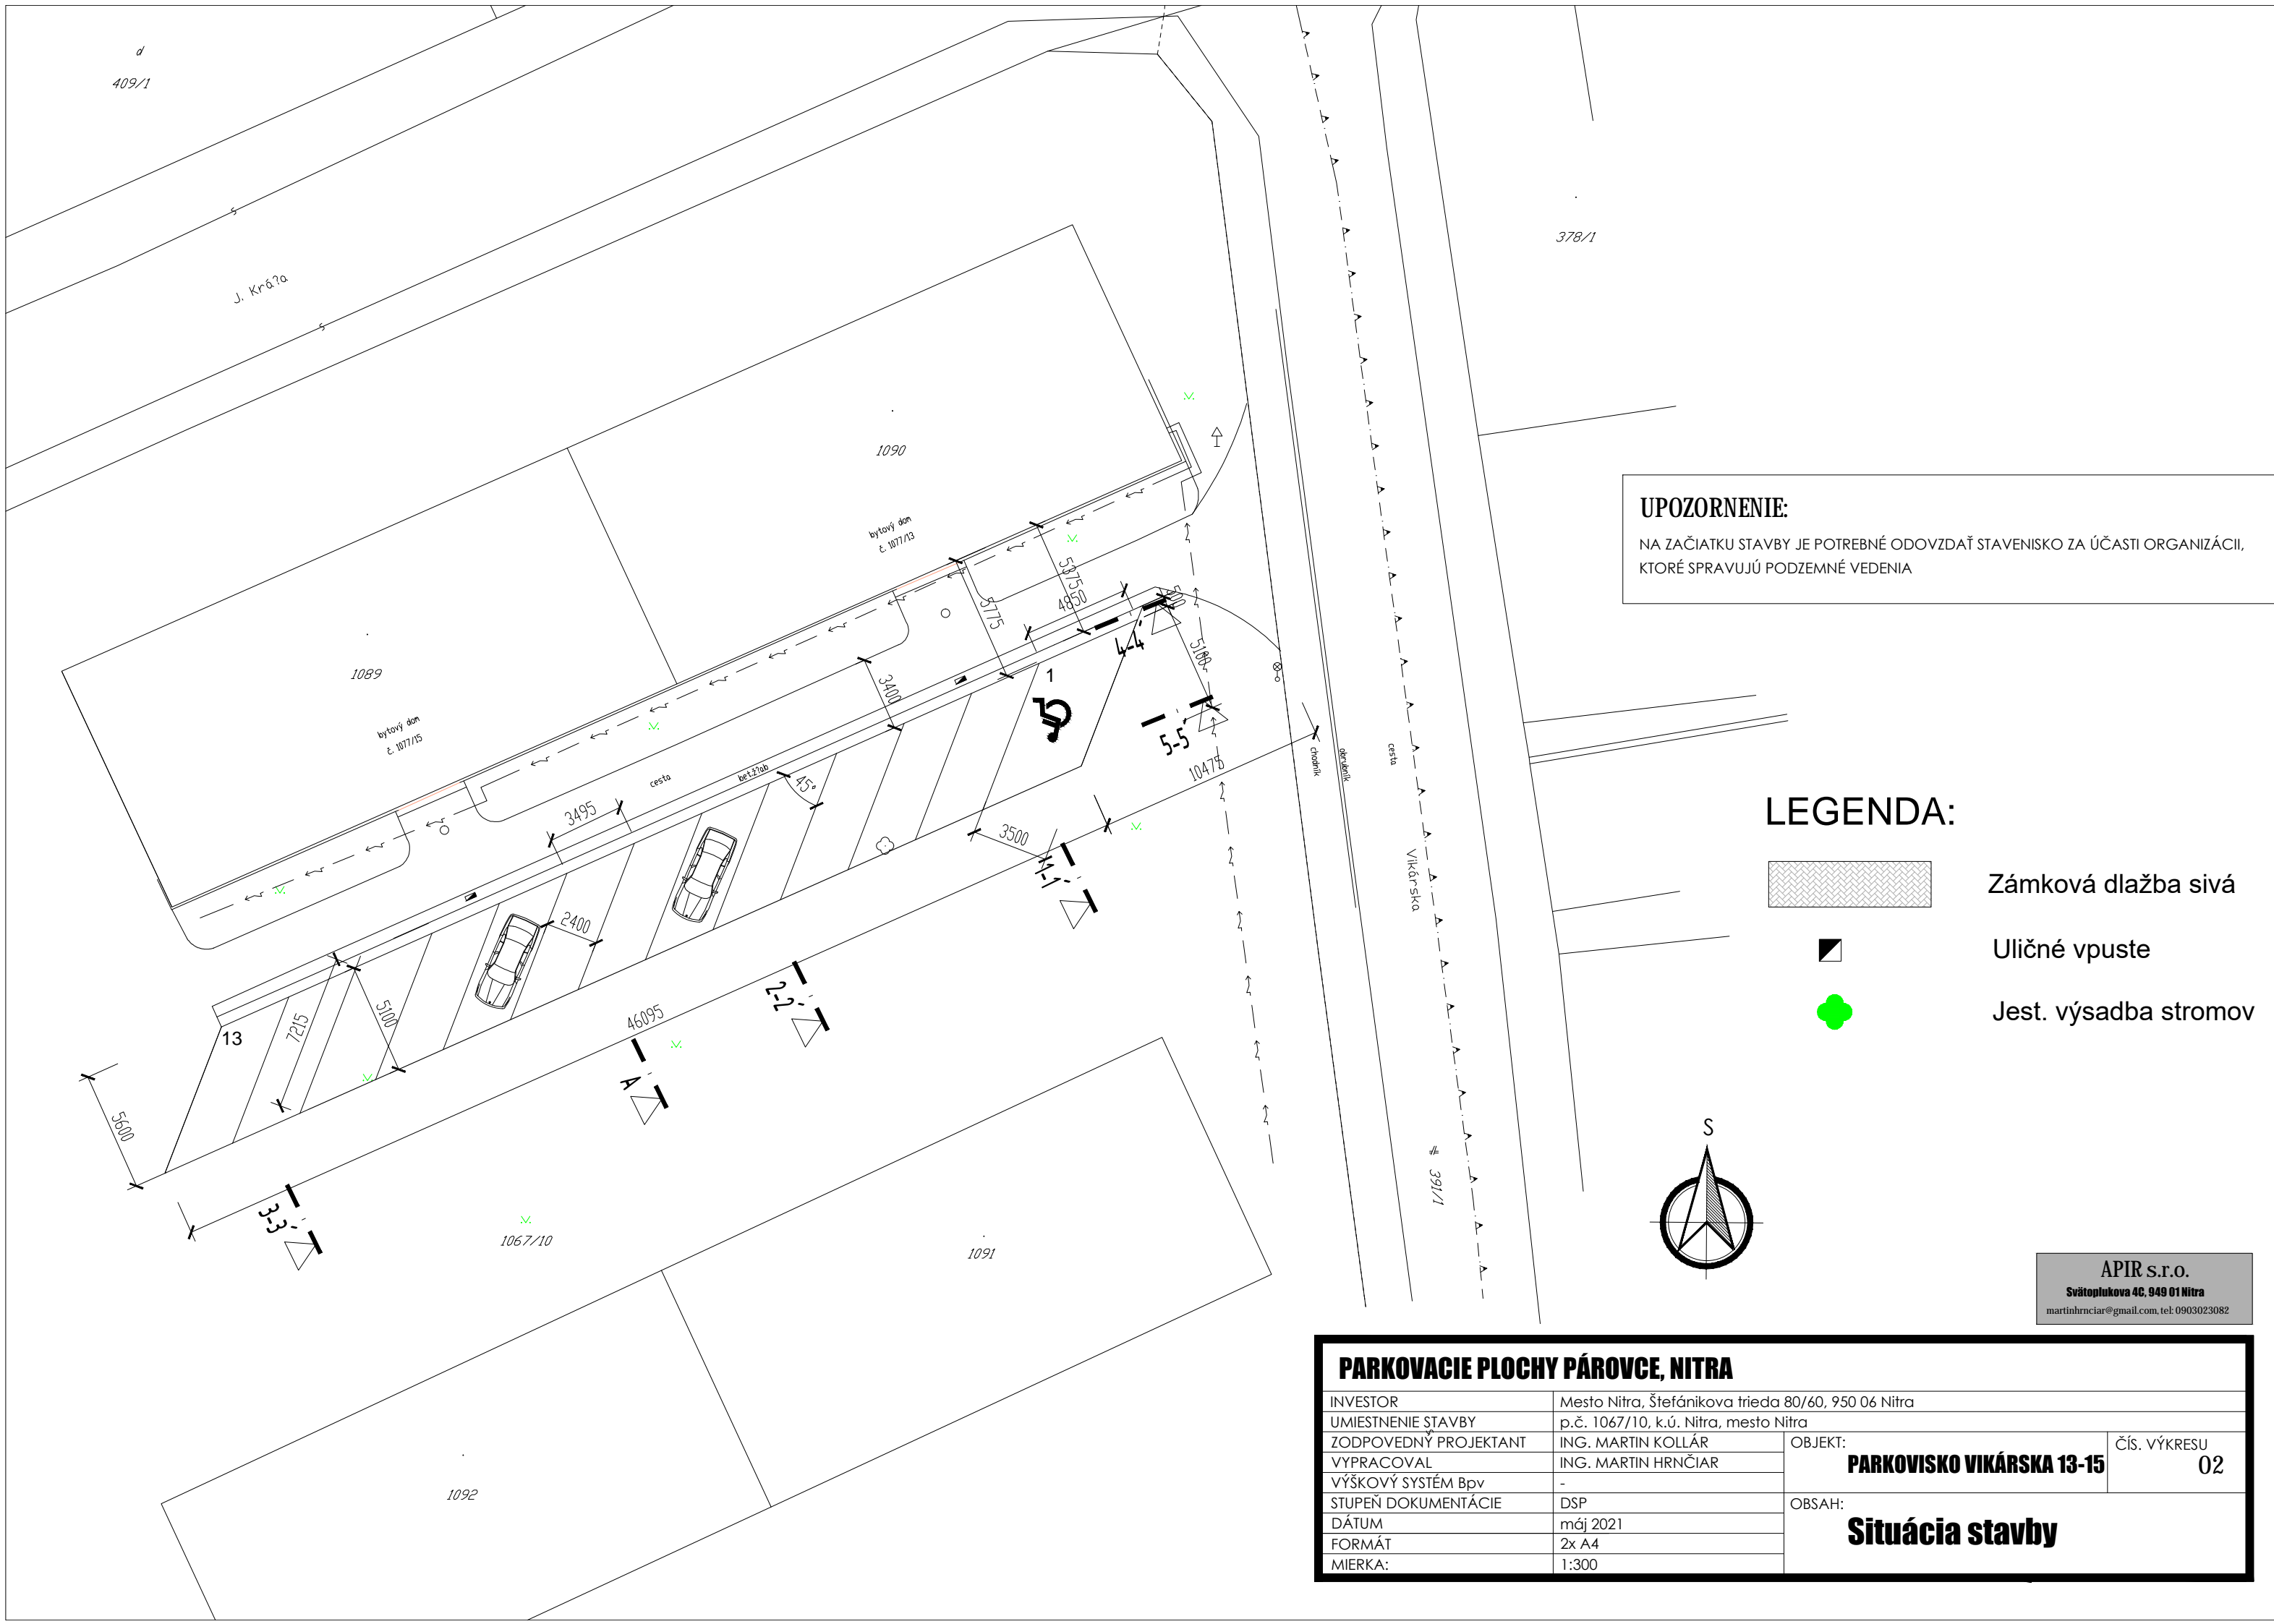 d
409/1
J. Krá?a
s
s
378/1
1090
1089
bytový dom
č. 1077/13
bytový dom
č. 1077/15
5375
5775
4850
500
4-4'
5100
1
3400
5-5'
10475
chodník
obrubník
cesta
cesta
bet.ž?ab
45°
3495
3500
1-1'
2400
2-2'
46095
A
7215
5100
13
5600
3-3'
Vikárska
# 391/1
1067/10
1091
1092
UPOZORNENIE:
NA ZAČIATKU STAVBY JE POTREBNÉ ODOVZDAŤ STAVENISKO ZA ÚČASTI ORGANIZÁCII,
KTORÉ SPRAVUJÚ PODZEMNÉ VEDENIA
LEGENDA:
Zámková dlažba sivá
Uličné vpuste
Jest. výsadba stromov
S
APIR s.r.o.
Svätoplukova 4C, 949 01 Nitra
martinhrnciar@gmail.com, tel: 0903023082
PARKOVACIE PLOCHY PÁROVCE, NITRA
INVESTOR Mesto Nitra, Štefánikova trieda 80/60, 950 06 Nitra
UMIESTNENIE STAVBY p.č. 1067/10, k.ú. Nitra, mesto Nitra
ZODPOVEDNÝ PROJEKTANT ING. MARTIN KOLLÁR
VYPRACOVAL ING. MARTIN HRNČIAR
VÝŠKOVÝ SYSTÉM Bpv -
STUPEŇ DOKUMENTÁCIE DSP
DÁTUM máj 2021
FORMÁT 2x A4
MIERKA: 1:300
OBJEKT:
PARKOVISKO VIKÁRSKA 13-15
ČÍS. VÝKRESU
02
OBSAH:
Situácia stavby